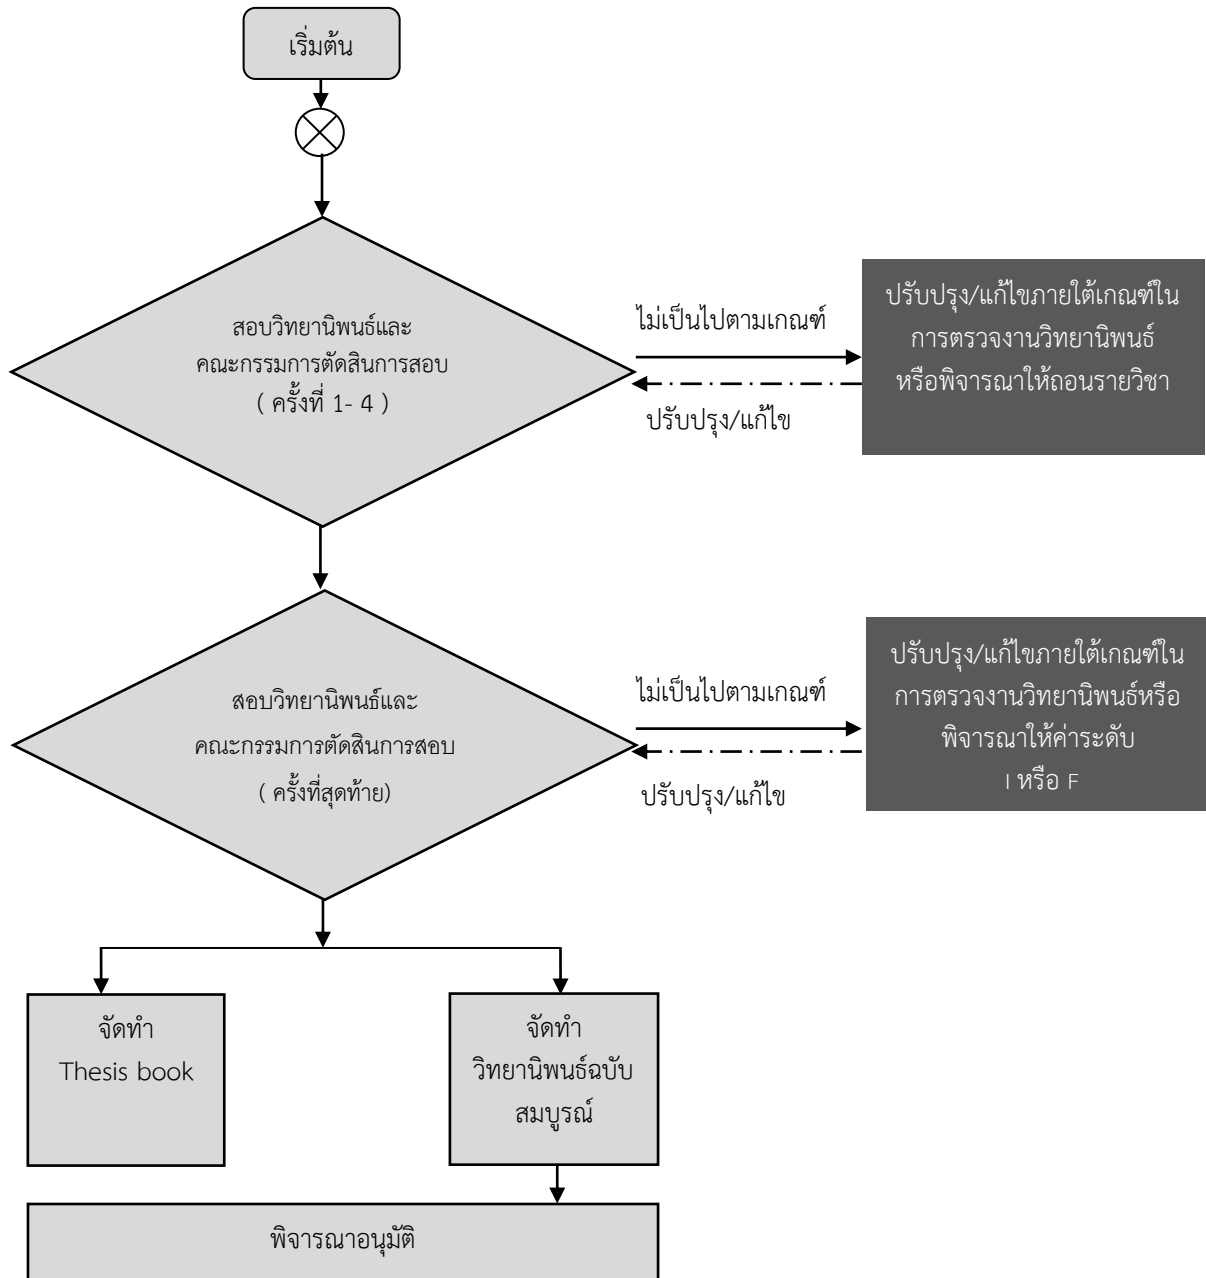 เริ่มต้น
สอบวิทยานิพนธ์และ
คณะกรรมการตัดสินการสอบ
( ครั้งที่ 1- 4 )
ไม่เป็นไปตามเกณฑ์
ปรับปรุง/แก้ไข
ปรับปรุง/แก้ไขภายใต้เกณฑ์ใน
การตรวจงานวิทยานิพนธ์
หรือพิจารณาให้ถอนรายวิชา
สอบวิทยานิพนธ์และ
คณะกรรมการตัดสินการสอบ
( ครั้งที่สุดท้าย)
ไม่เป็นไปตามเกณฑ์
ปรับปรุง/แก้ไข
ปรับปรุง/แก้ไขภายใต้เกณฑ์ใน
การตรวจงานวิทยานิพนธ์หรือ
พิจารณาให้ค่าระดับ
I หรือ F
จัดทำ
Thesis book
จัดทำ
วิทยานิพนธ์ฉบับ
สมบูรณ์
พิจารณาอนุมัติ